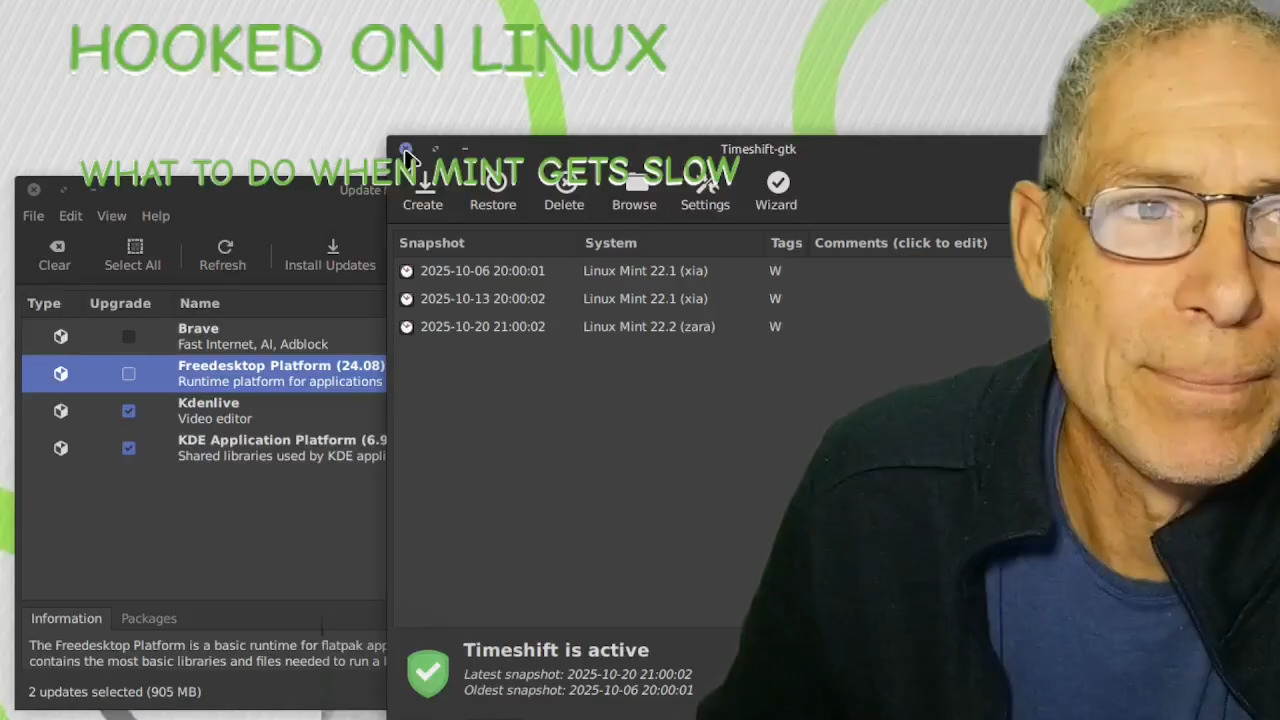 HOOKED ON LINUX
WHAT TO DO WHEN MINT GETS SLOW
Timeshift-gtk
Create Restore Delete Browse Settings Wizard
Snapshot System Tags Comments (click to edit)
2025-10-06 20:00:01 Linux Mint 22.1 (xia) W
2025-10-13 20:00:02 Linux Mint 22.1 (xia) W
2025-10-20 21:00:02 Linux Mint 22.2 (zara) W
Timeshift is active
Latest snapshot: 2025-10-20 21:00:02
Oldest snapshot: 2025-10-06 20:00:01
Update
File Edit View Help
Clear Select All Refresh Install Updates
Type Upgrade Name
Brave
Fast Internet, AI, Adblock
Freedesktop Platform (24.08)
Runtime platform for applications
Kdenlive
Video editor
KDE Application Platform (6.9
Shared libraries used by KDE appli
Information Packages
The Freedesktop Platform is a basic runtime for flatpak app
contains the most basic libraries and files needed to run a
2 updates selected (905 MB)